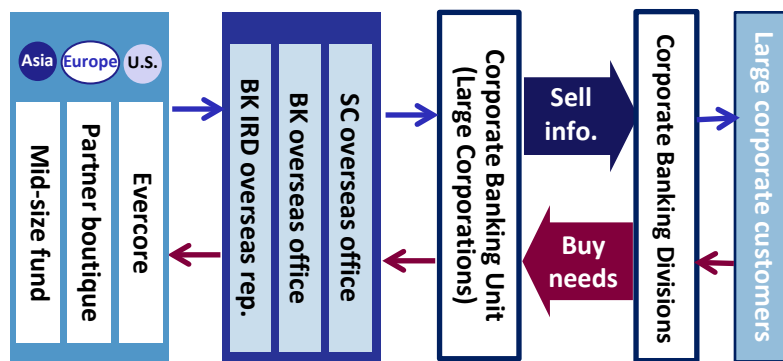 Asia
Europe
U.S.
Mid-size fund
Partner boutique
Evercore
BK IRD overseas rep.
BK overseas office
SC overseas office
Corporate Banking Unit
(Large Corporations)
Sell
info.
Buy
needs
Corporate Banking Divisions
Large corporate customers